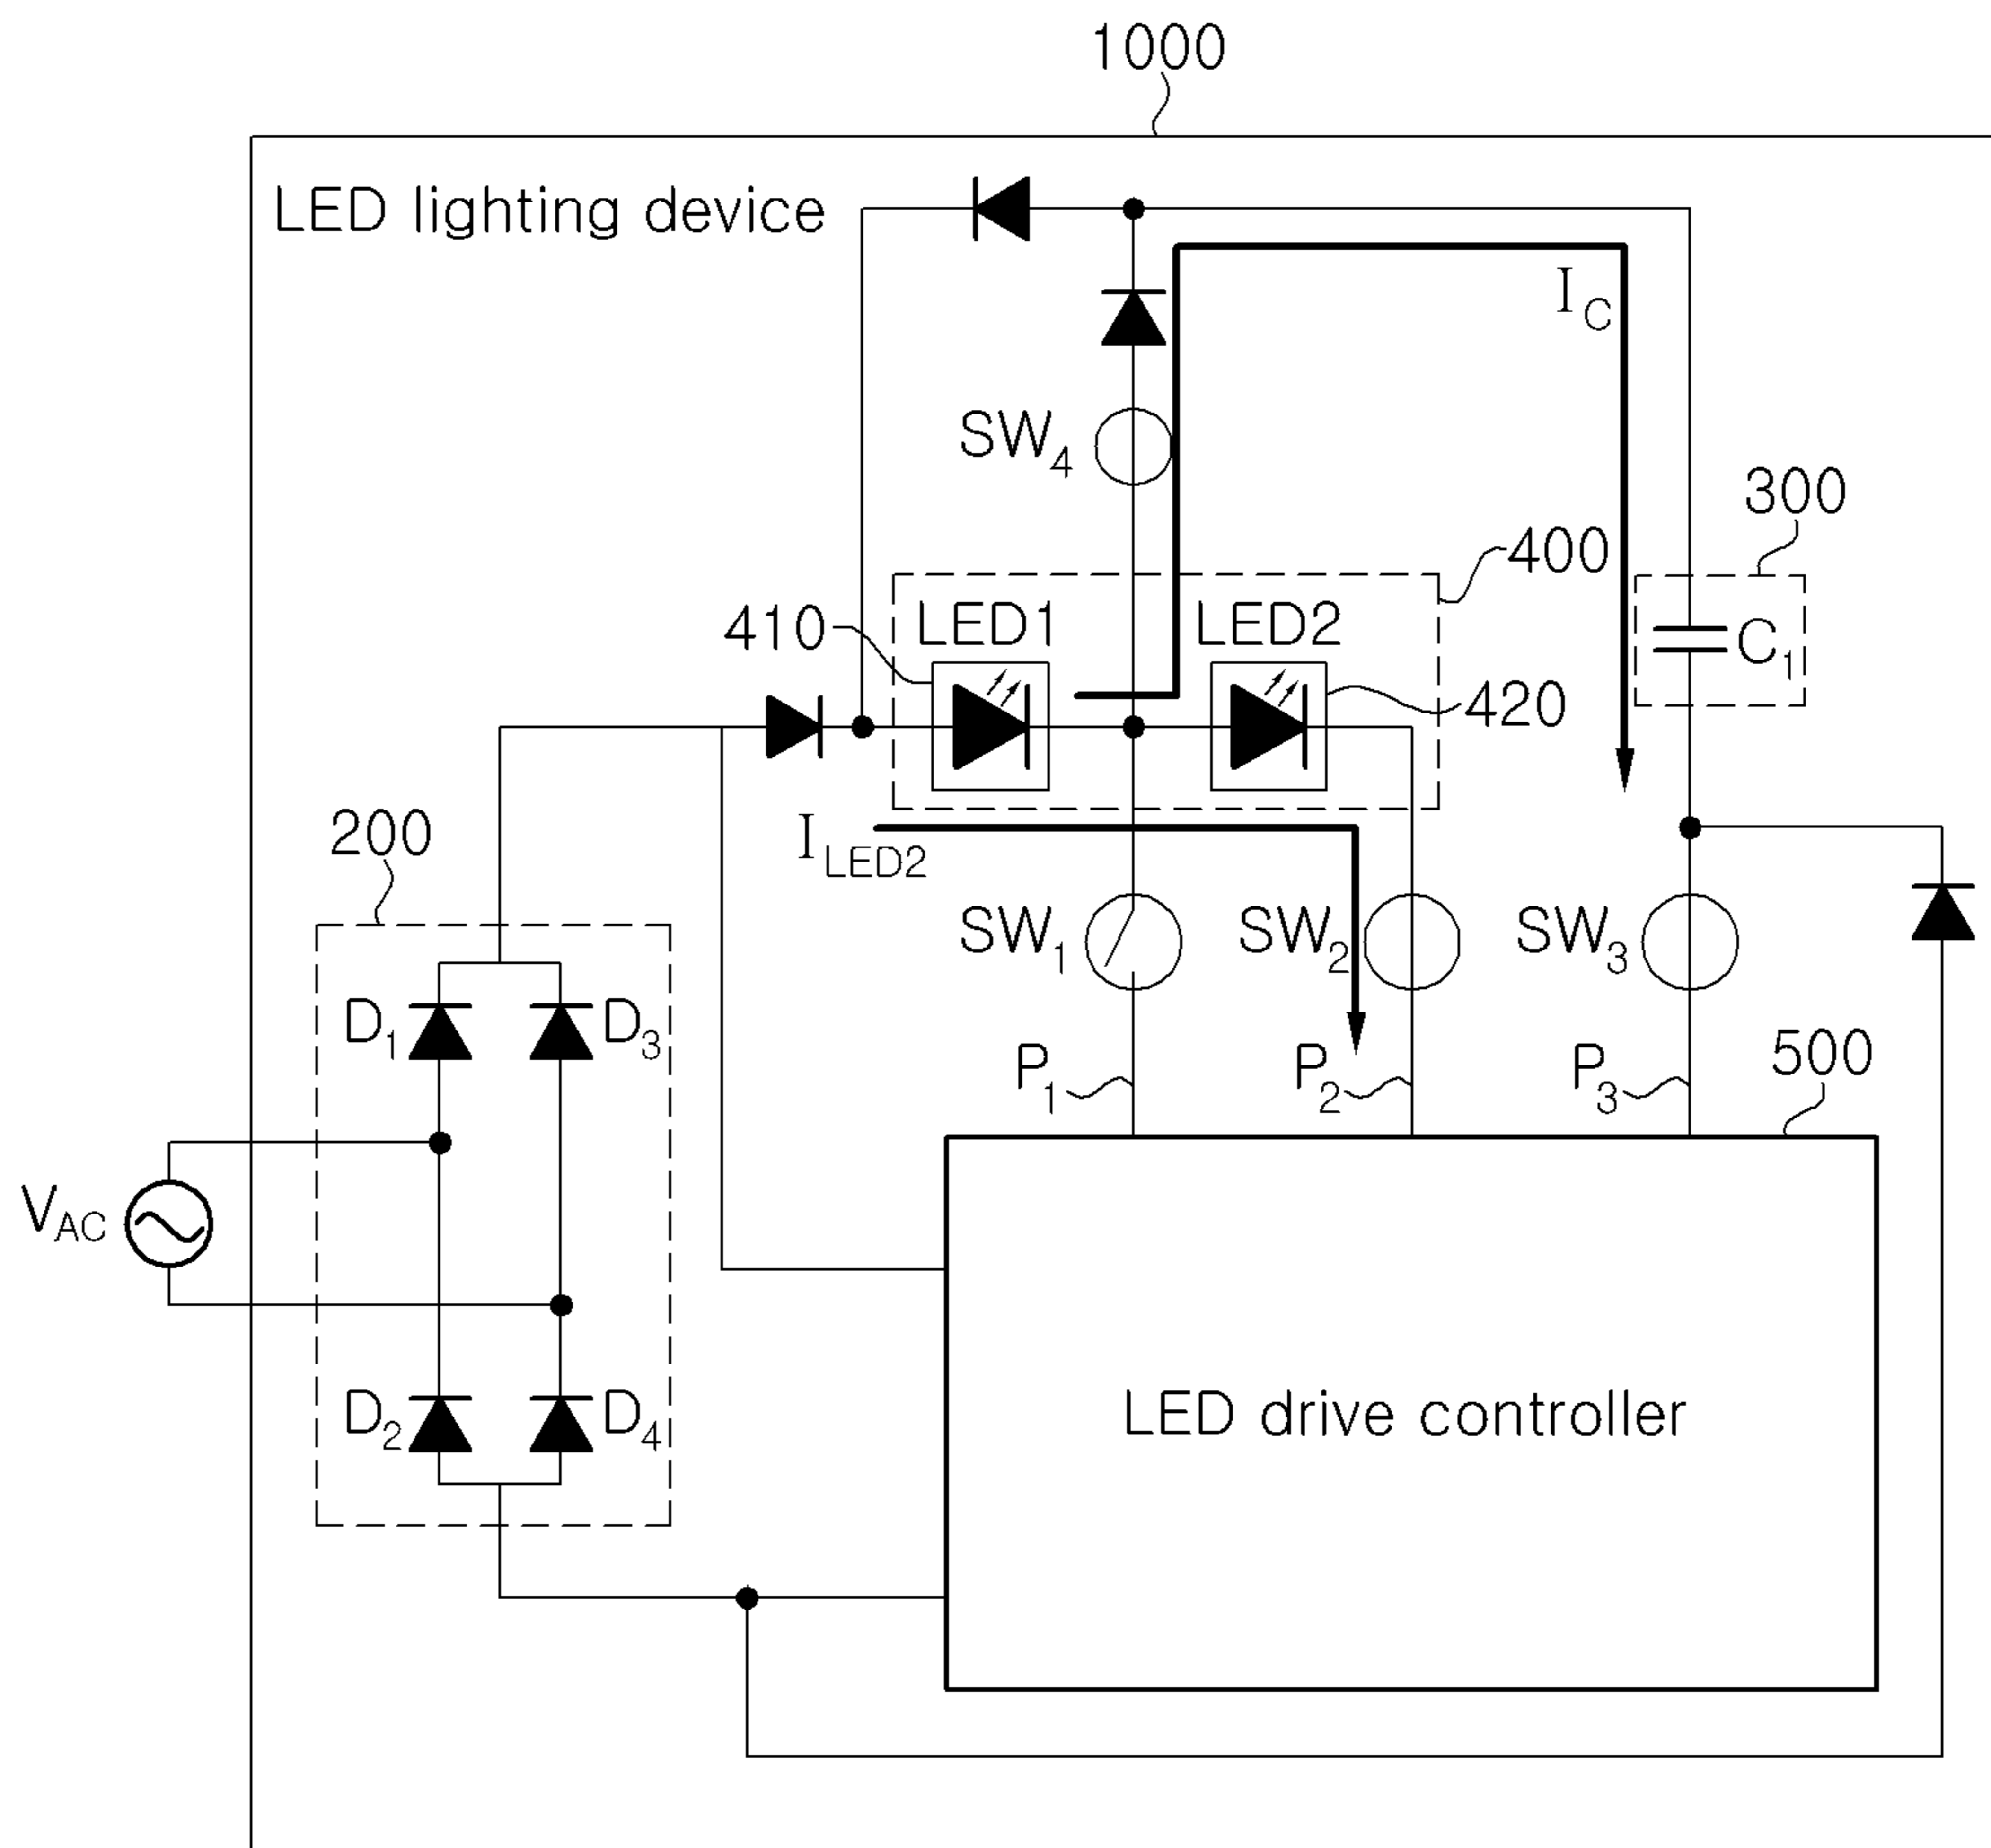 1000
LED lighting device
I_C
SW_4
300
400
410
LED1
LED2
C_1
420
200
I_LED2
SW_1
SW_2
SW_3
D_1
D_3
P_1
P_2
P_3
500
V_AC
D_2
D_4
LED drive controller